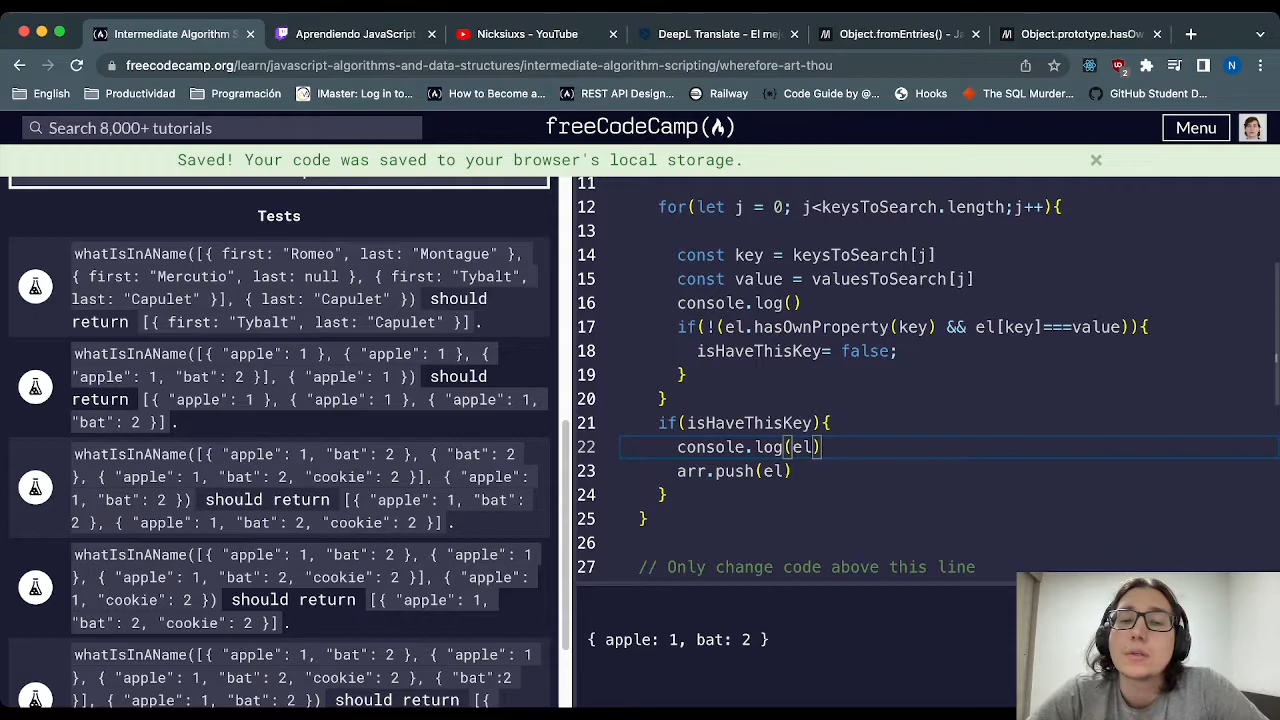 Intermediate Algorithm S
Aprendiendo JavaScript
Nicksiuxs - YouTube
DeepL Translate - El mej
Object.fromEntries() - Ja
Object.prototype.hasOw
freecodecamp.org/learn/javascript-algorithms-and-data-structures/intermediate-algorithm-scripting/wherefore-art-thou
2
N
English
Productividad
Programación
IMaster: Log in to...
How to Become a...
REST API Design...
Railway
Code Guide by @...
Hooks
The SQL Murder...
GitHub Student D...
Search 8,000+ tutorials
freeCodeCamp
Menu
Saved! Your code was saved to your browser's local storage.
Tests
whatIsInAName([{ first: "Romeo", last: "Montague" },
{ first: "Mercutio", last: null }, { first: "Tybalt",
last: "Capulet" }], { last: "Capulet" }) should
return [{ first: "Tybalt", last: "Capulet" }].
whatIsInAName([{ "apple": 1 }, { "apple": 1 }, {
"apple": 1, "bat": 2 }], { "apple": 1 }) should
return [{ "apple": 1 }, { "apple": 1 }, { "apple": 1,
"bat": 2 }].
whatIsInAName([{ "apple": 1, "bat": 2 }, { "bat": 2
}, { "apple": 1, "bat": 2, "cookie": 2 }], { "apple":
1, "bat": 2 }) should return [{ "apple": 1, "bat":
2 }, { "apple": 1, "bat": 2, "cookie": 2 }].
whatIsInAName([{ "apple": 1, "bat": 2 }, { "apple": 1
}, { "apple": 1, "bat": 2, "cookie": 2 }], { "apple":
1, "cookie": 2 }) should return [{ "apple": 1,
"bat": 2, "cookie": 2 }].
whatIsInAName([{ "apple": 1, "bat": 2 }, { "apple": 1
}, { "apple": 1, "bat": 2, "cookie": 2 }, { "bat":2
}], { "apple": 1, "bat": 2 }) should return [{
11
12 for(let j = 0; j<keysToSearch.length;j++){
13
14 const key = keysToSearch[j]
15 const value = valuesToSearch[j]
16 console.log()
17 if(!(el.hasOwnProperty(key) && el[key]===value)){
18 isHaveThisKey= false;
19 }
20 }
21 if(isHaveThisKey){
22 console.log(el)
23 arr.push(el)
24 }
25 }
26
27 // Only change code above this line
{ apple: 1, bat: 2 }